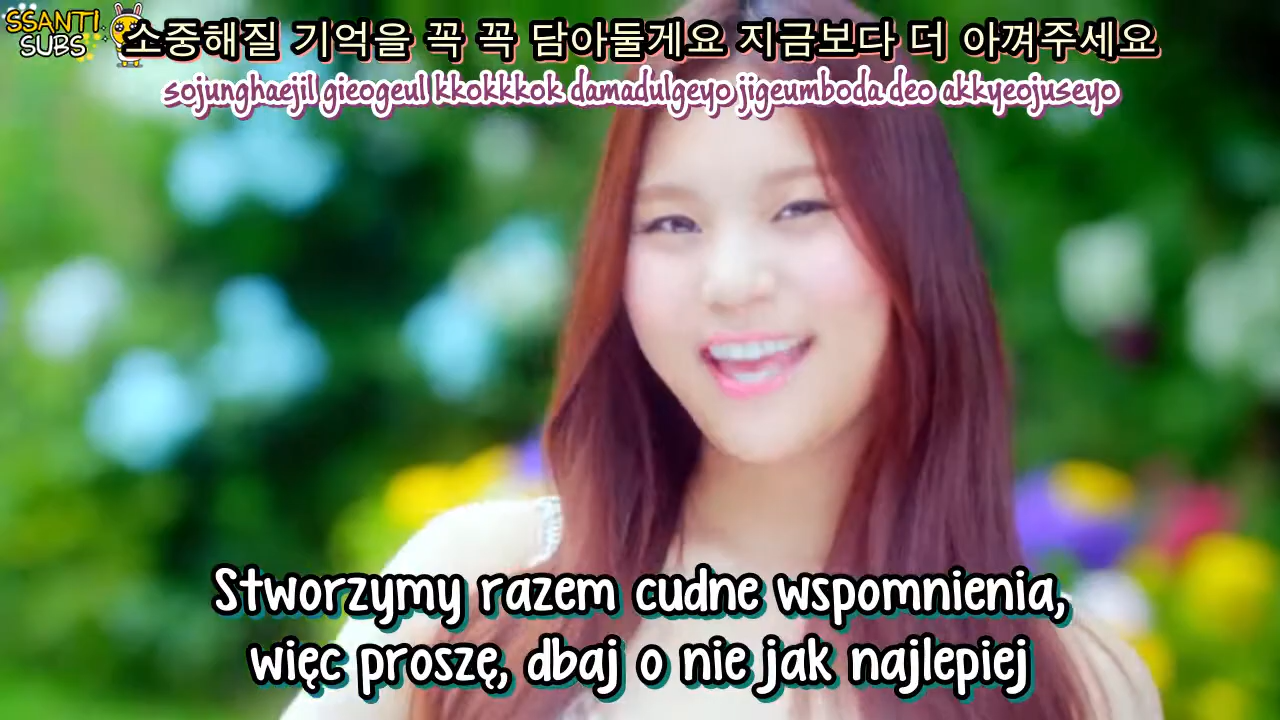 SSANTI
SUBS
소중해질 기억을 꼭 꼭 담아둘게요 지금보다 더 아껴주세요
sojunghaejil gieogeul kkokkkok damadulgeyo jigeumboda deo akkyeojuseyo
Stworzymy razem cudne wspomnienia,
więc proszę, dbaj o nie jak najlepiej